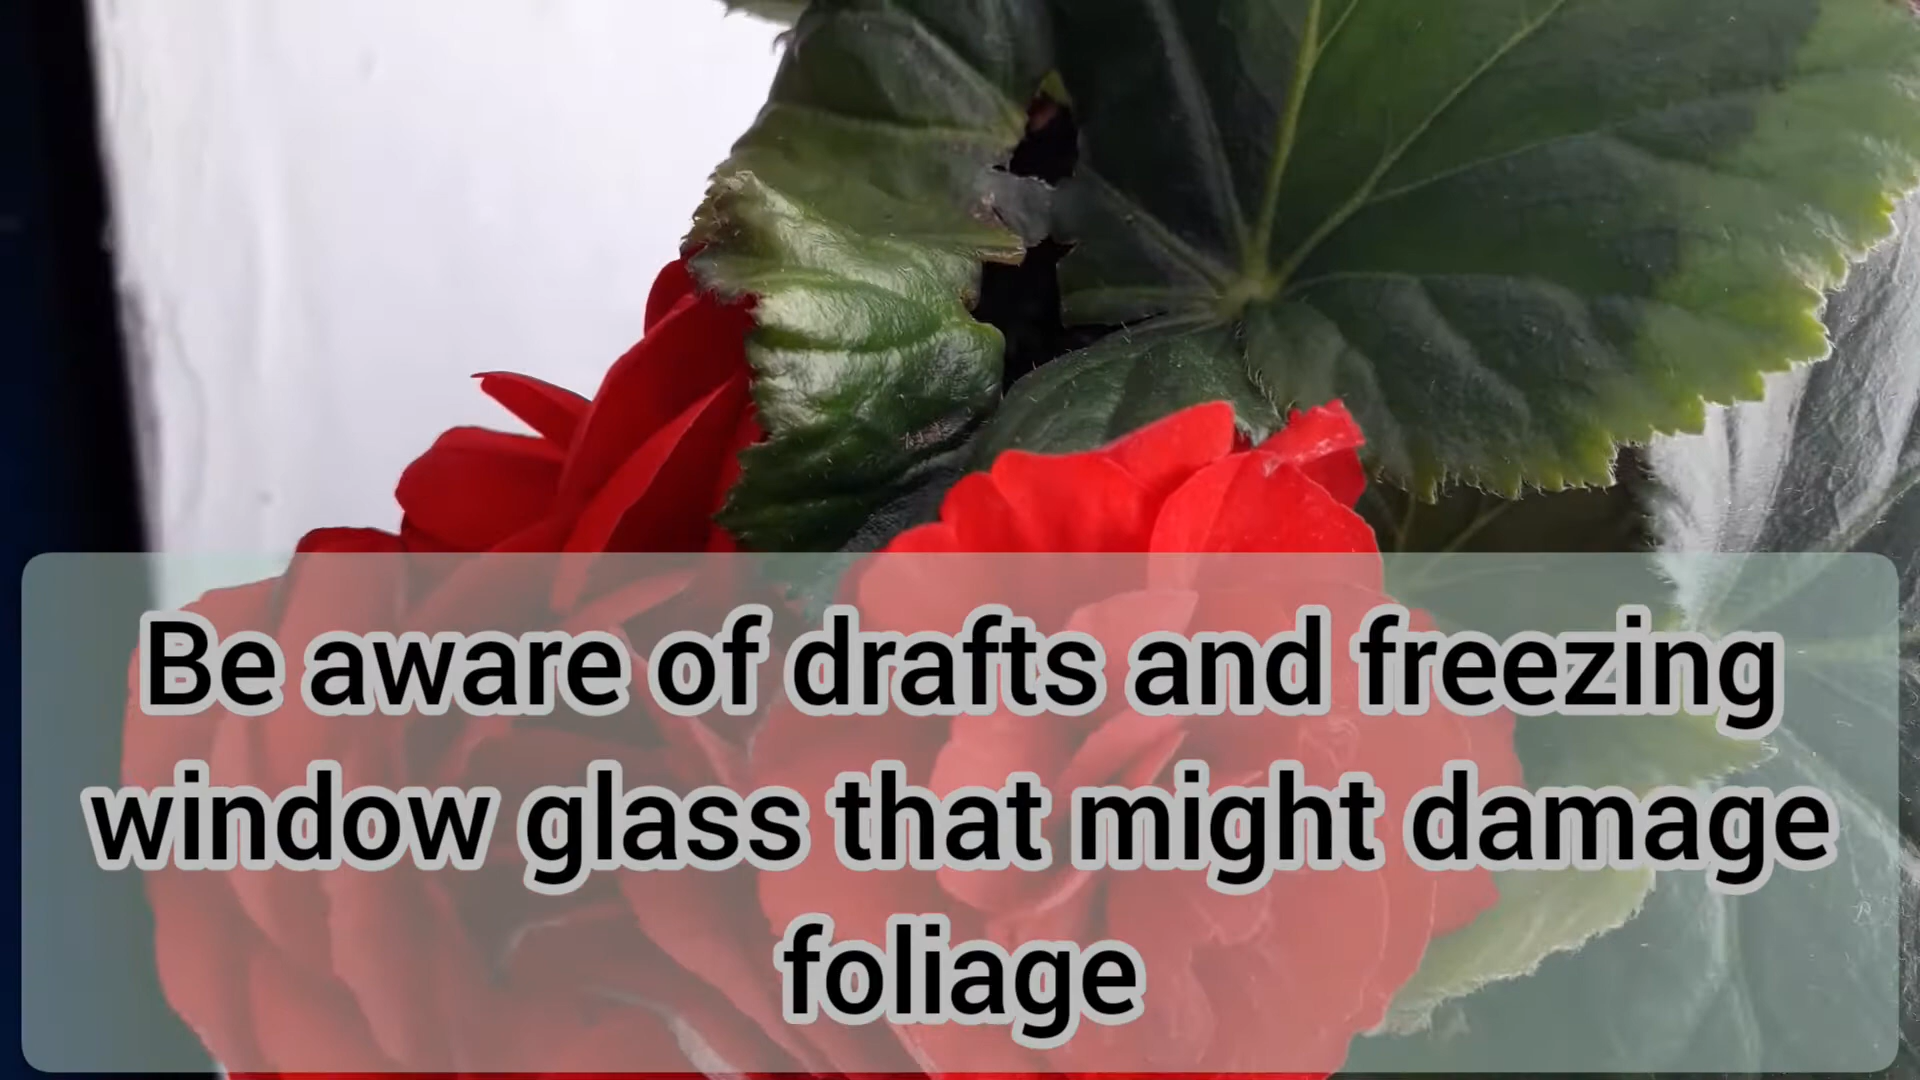 Be aware of drafts and freezing
window glass that might damage
foliage